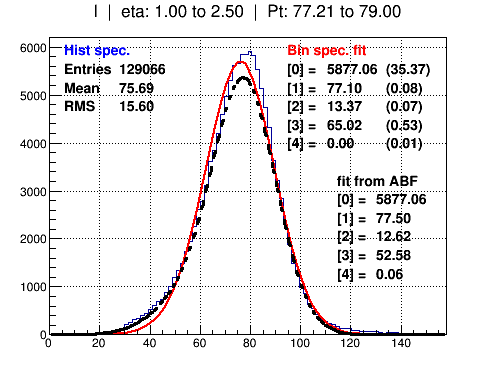 I | eta: 1.00 to 2.50 | Pt: 77.21 to 79.00
Hist spec.
Entries 129066
Mean 75.69
RMS 15.60
Bin spec. fit
[0] = 5877.06 (35.37)
[1] = 77.10 (0.08)
[2] = 13.37 (0.07)
[3] = 65.02 (0.53)
[4] = 0.00 (0.01)
fit from ABF
[0] = 5877.06
[1] = 77.50
[2] = 12.62
[3] = 52.58
[4] = 0.06
6000
5000
4000
3000
2000
1000
0
0 20 40 60 80 100 120 140